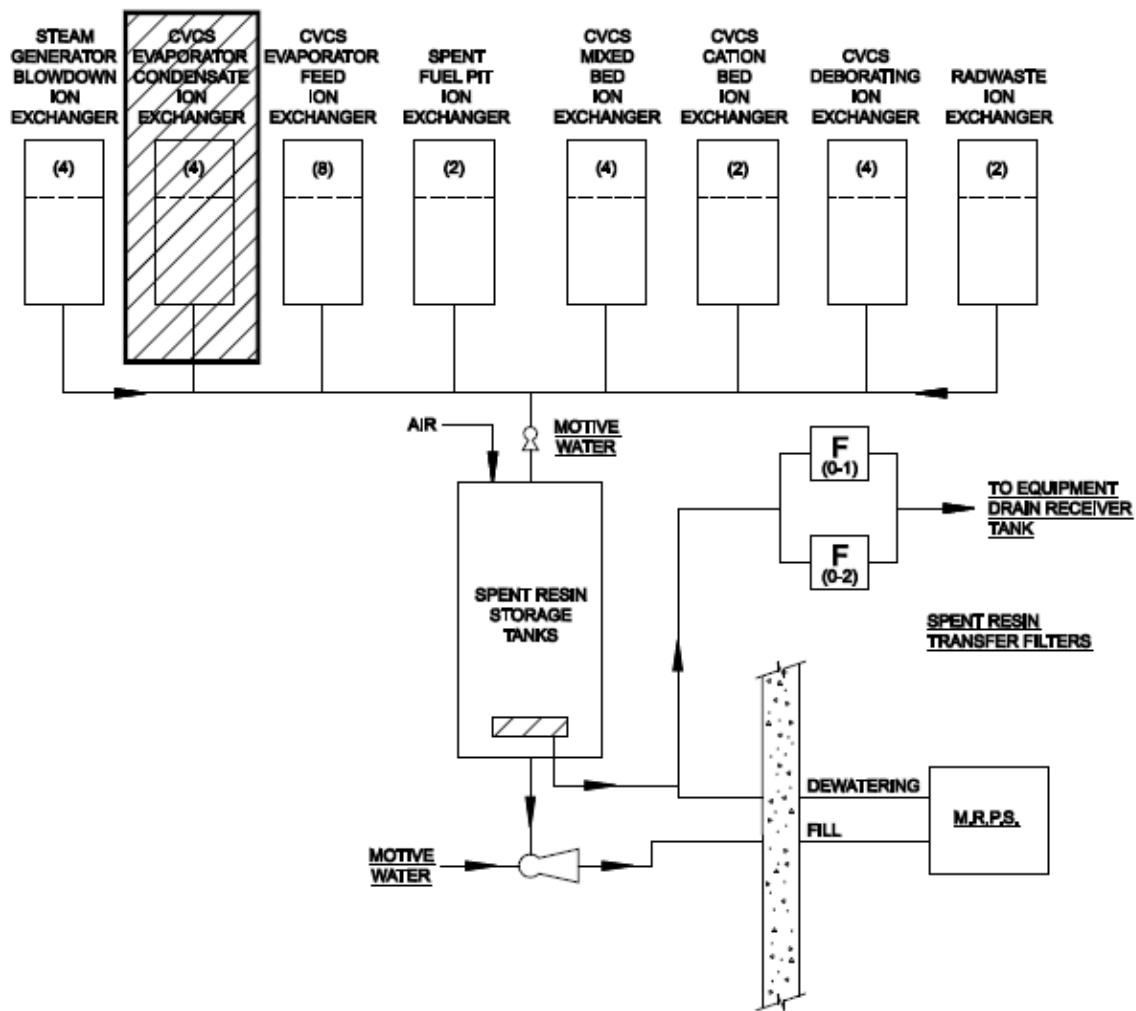 STEAM
GENERATOR
BLOWDOWN
ION
EXCHANGER
CVCS
EVAPORATOR
CONDENSATE
ION
EXCHANGER
CVCS
EVAPORATOR
FEED
ION
EXCHANGER
SPENT
FUEL PIT
ION
EXCHANGER
CVCS
MIXED
BED
ION
EXCHANGER
CVCS
CATION
BED
ION
EXCHANGER
CVCS
DEBORATING
ION
EXCHANGER
RADWASTE
ION
EXCHANGER
(4)
(4)
(8)
(2)
(4)
(2)
(4)
(2)
AIR
MOTIVE
WATER
F
(0-1)
TO EQUIPMENT
DRAIN RECEIVER
TANK
F
(0-2)
SPENT RESIN
STORAGE
TANKS
SPENT RESIN
TRANSFER FILTERS
DEWATERING
M.R.P.S.
FILL
MOTIVE
WATER